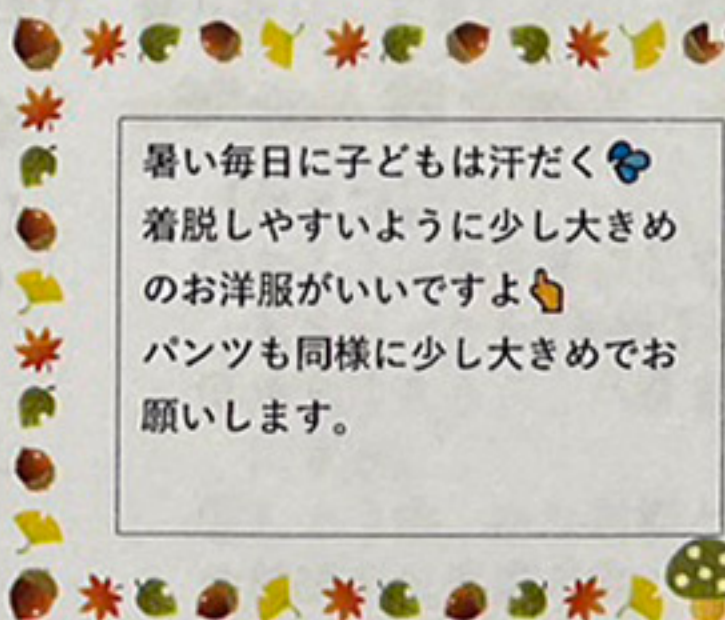 暑い毎日に子どもは汗だく💦
着脱しやすいように少し大きめ
のお洋服がいいですよ👆
パンツも同様に少し大きめでお
願いします。